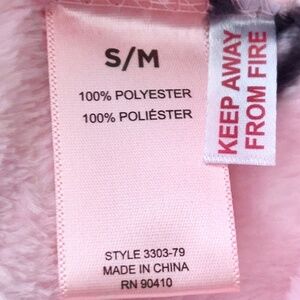 S/M
100% POLYESTER
100% POLIÉSTER
STYLE 3303-79
MADE IN CHINA
RN 90410
KEEP AWAY
FROM FIRE